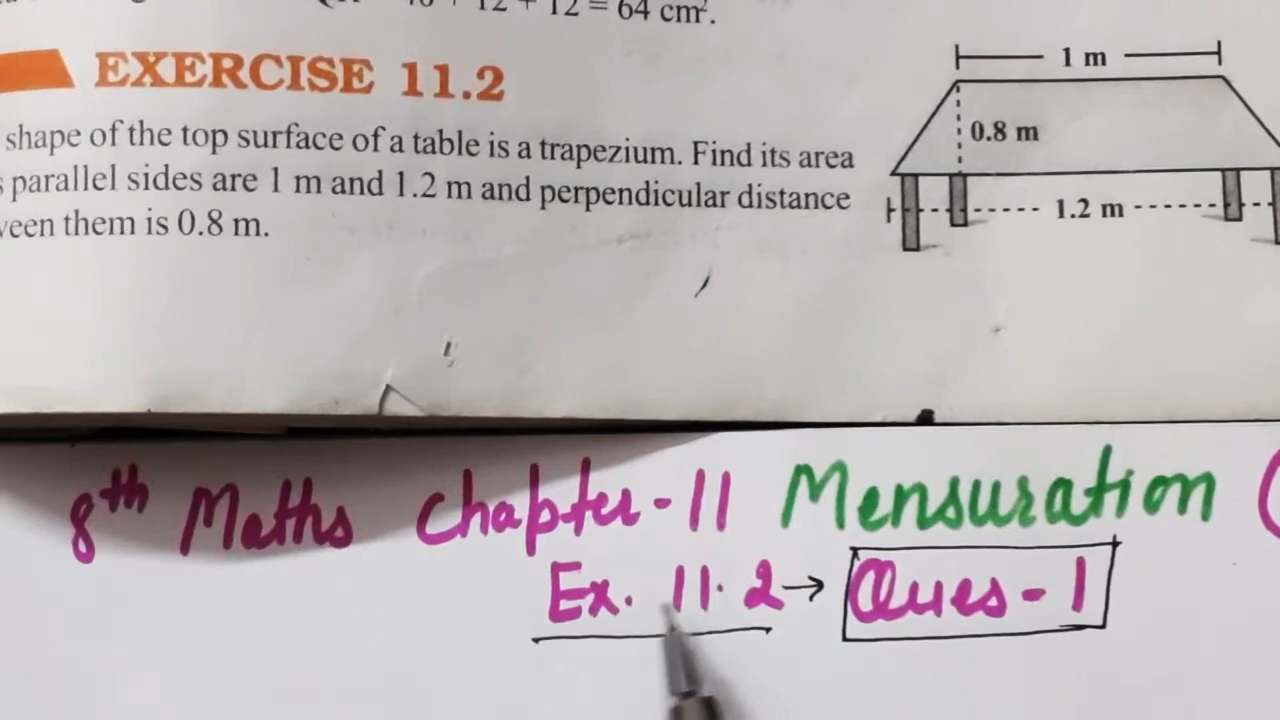 12 + 12 = 64 cm².
EXERCISE 11.2
1 m
shape of the top surface of a table is a trapezium. Find its area
0.8 m
parallel sides are 1 m and 1.2 m and perpendicular distance
1.2 m
veen them is 0.8 m.
8th Maths Chapter-11 Mensuration (
Ex. 11.2→ Ques-1